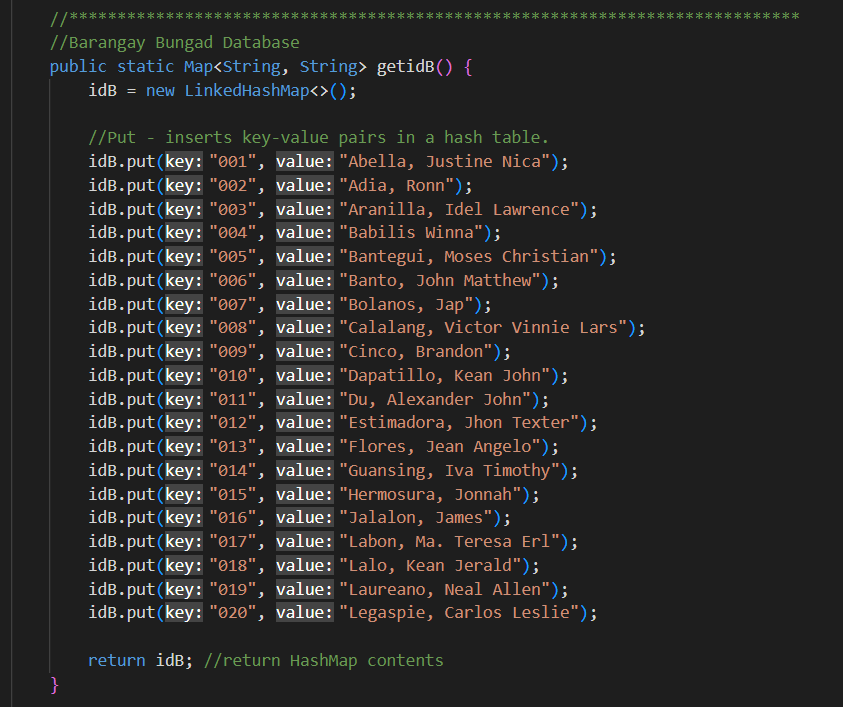 //****************************************************************************
//Barangay Bungad Database
public static Map<String, String> getidB() {
idB = new LinkedHashMap<>();
//Put - inserts key-value pairs in a hash table.
idB.put(key: "001", value: "Abella, Justine Nica");
idB.put(key: "002", value: "Adia, Ronn");
idB.put(key: "003", value: "Aranilla, Idel Lawrence");
idB.put(key: "004", value: "Babilis Winna");
idB.put(key: "005", value: "Bantegui, Moses Christian");
idB.put(key: "006", value: "Banto, John Matthew");
idB.put(key: "007", value: "Bolanos, Jap");
idB.put(key: "008", value: "Calalang, Victor Vinnie Lars");
idB.put(key: "009", value: "Cinco, Brandon");
idB.put(key: "010", value: "Dapatillo, Kean John");
idB.put(key: "011", value: "Du, Alexander John");
idB.put(key: "012", value: "Estimadora, Jhon Texter");
idB.put(key: "013", value: "Flores, Jean Angelo");
idB.put(key: "014", value: "Guansing, Iva Timothy");
idB.put(key: "015", value: "Hermosura, Jonnah");
idB.put(key: "016", value: "Jalalon, James");
idB.put(key: "017", value: "Labon, Ma. Teresa Erl");
idB.put(key: "018", value: "Lalo, Kean Jerald");
idB.put(key: "019", value: "Laureano, Neal Allen");
idB.put(key: "020", value: "Legaspie, Carlos Leslie");
return idB; //return HashMap contents
}